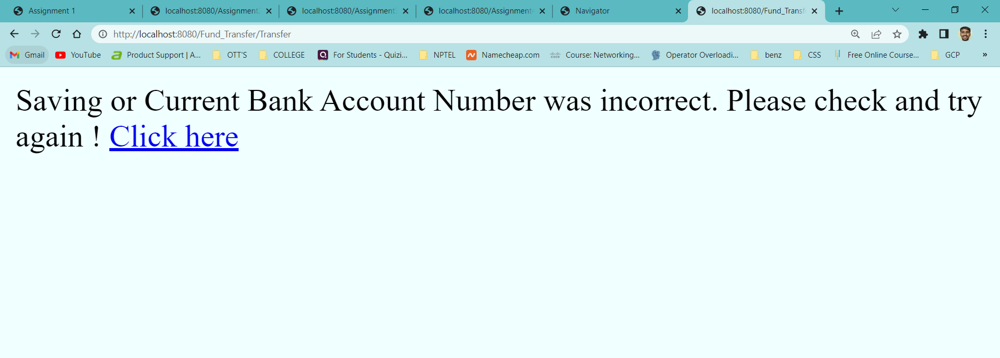 Assignment 1
localhost:8080/Assignment
localhost:8080/Assignment
localhost:8080/Assignment
Navigator
localhost:8080/Fund_Transf
http://localhost:8080/Fund_Transfer/Transfer
Gmail
YouTube
Product Support | A...
OTT'S
COLLEGE
For Students - Quizi...
NPTEL
Namecheap.com
cisco
Course: Networking...
Operator Overloadi...
benz
CSS
Free Online Course...
GCP
»
Saving or Current Bank Account Number was incorrect. Please check and try
again ! Click here